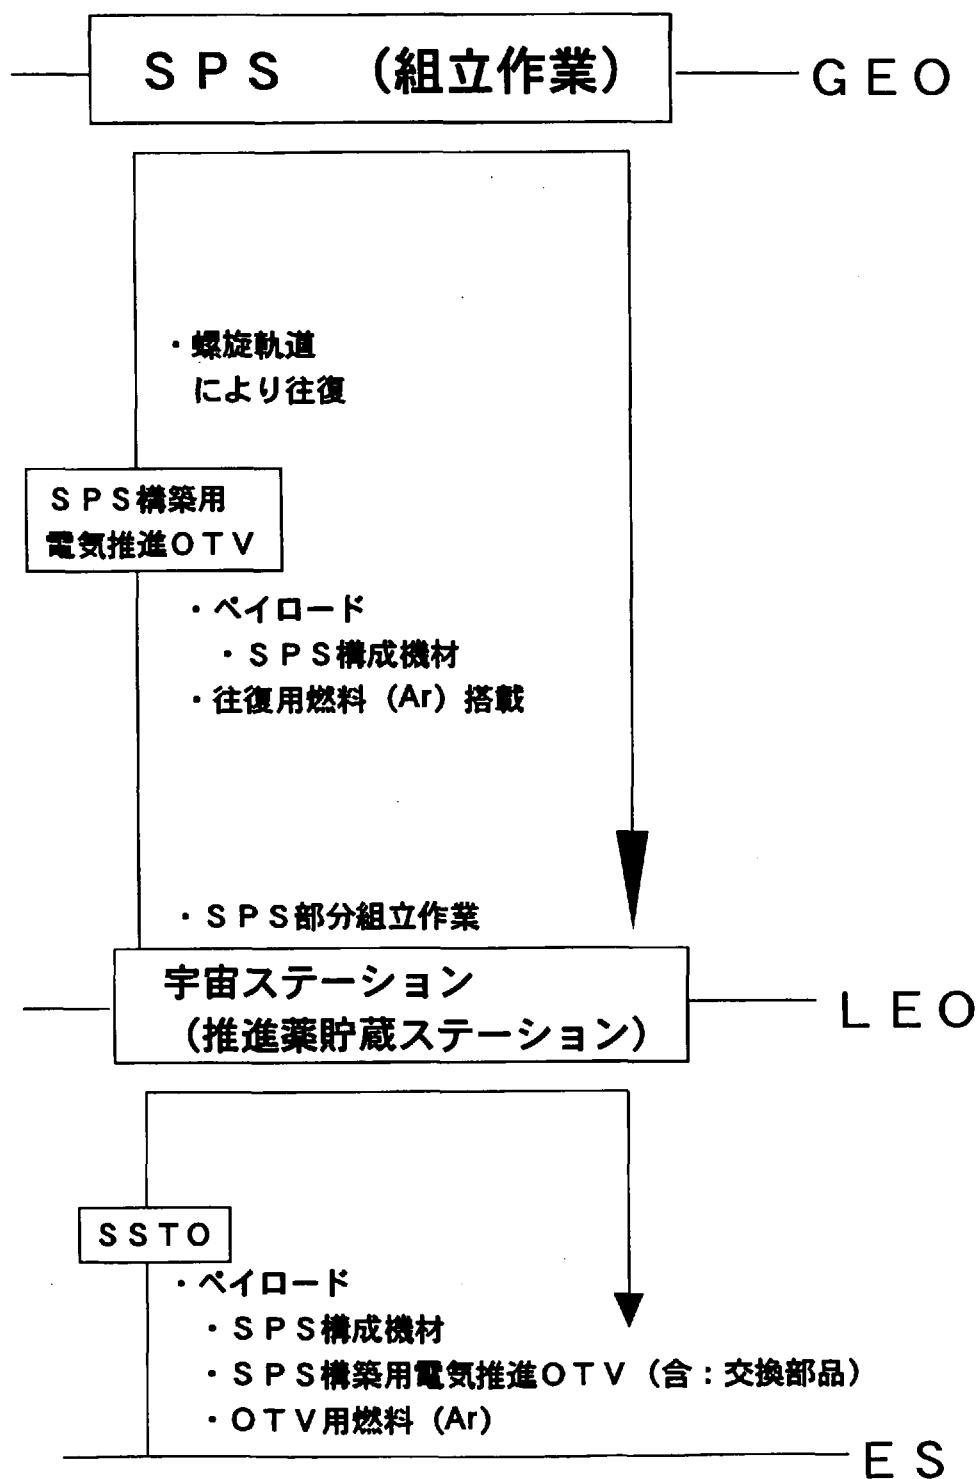 ＳＰＳ　（組立作業）
ＧＥＯ
・螺旋軌道
により往復
ＳＰＳ構築用
電気推進ＯＴＶ
・ペイロード
・ＳＰＳ構成機材
・往復用燃料（Ar）搭載
・ＳＰＳ部分組立作業
宇宙ステーション
（推進薬貯蔵ステーション）
ＬＥＯ
ＳＳＴＯ
・ペイロード
・ＳＰＳ構成機材
・ＳＰＳ構築用電気推進ＯＴＶ（含：交換部品）
・ＯＴＶ用燃料（Ar）
ＥＳ